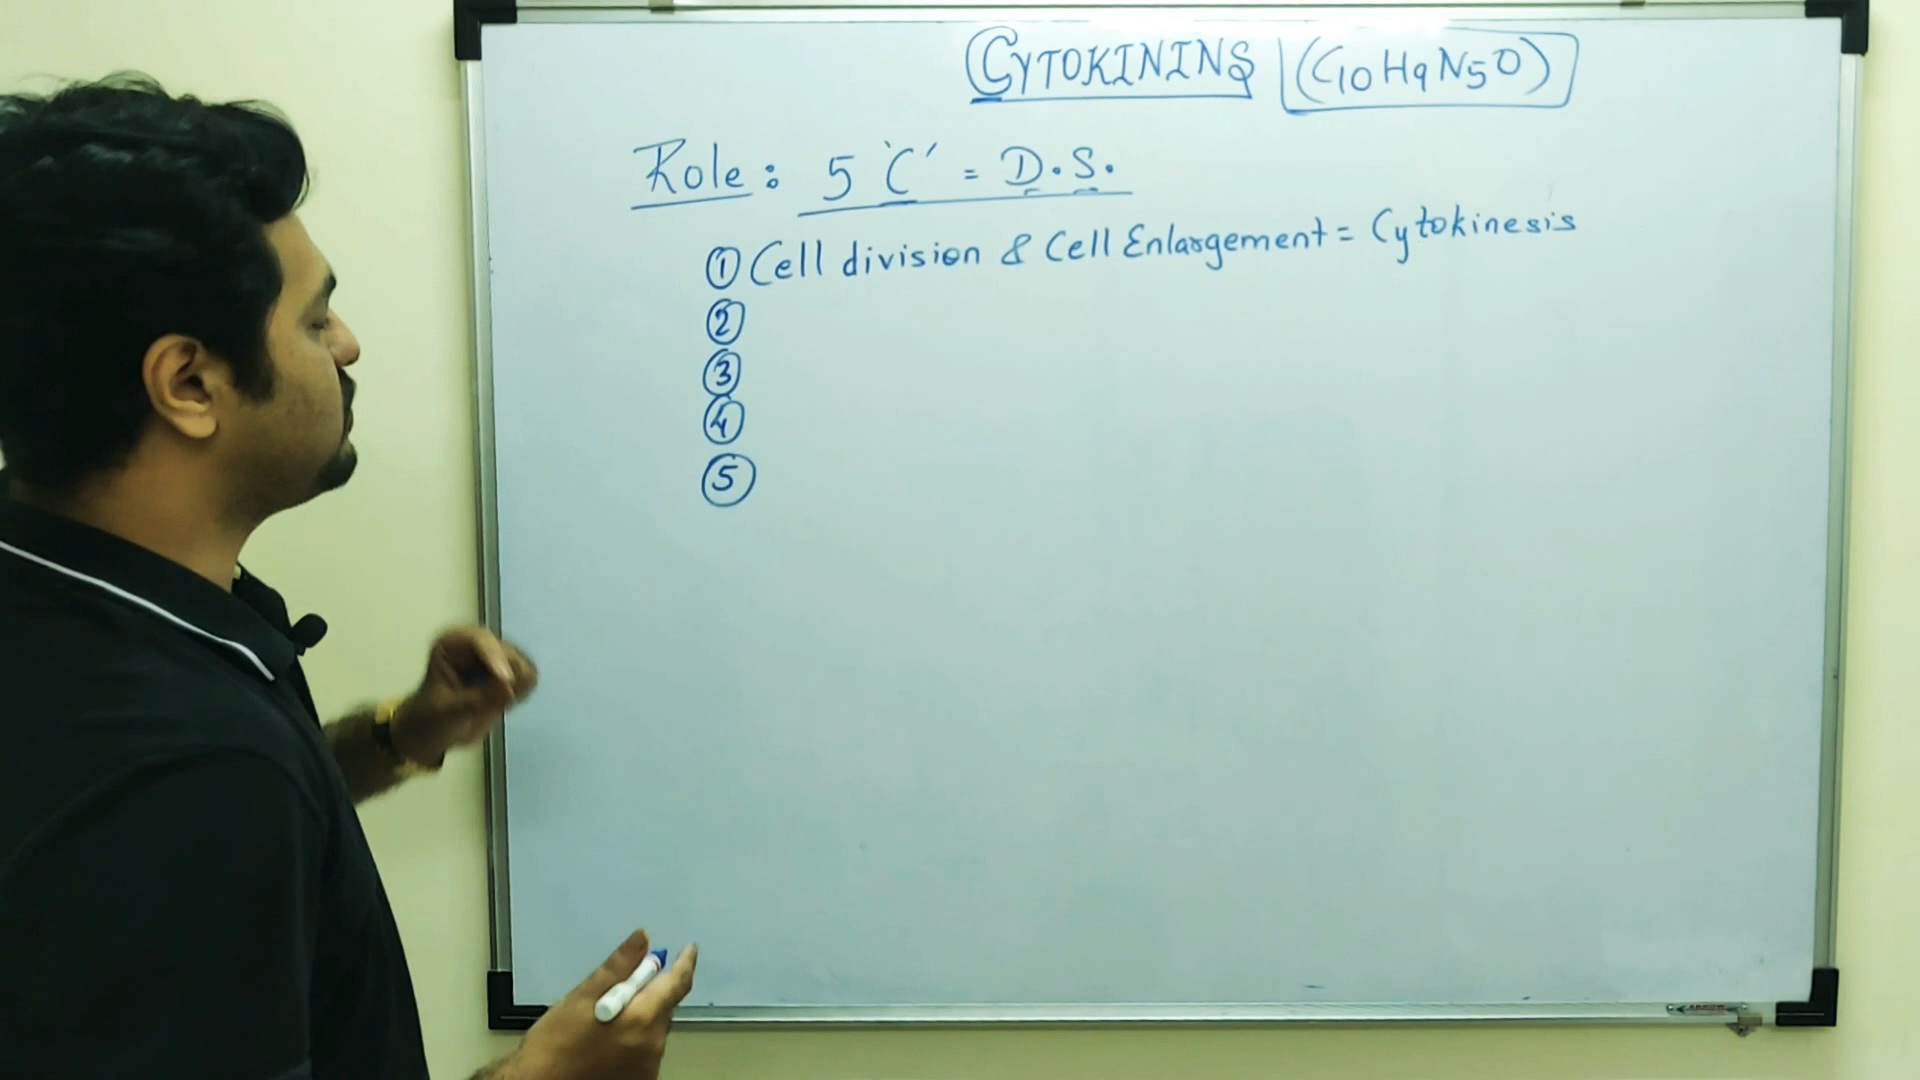 CYTOKININS (C10H9N5O)
Role: 5 'C' = D.S.
① Cell division & Cell Enlargement = Cytokinesis
②
③
④
⑤